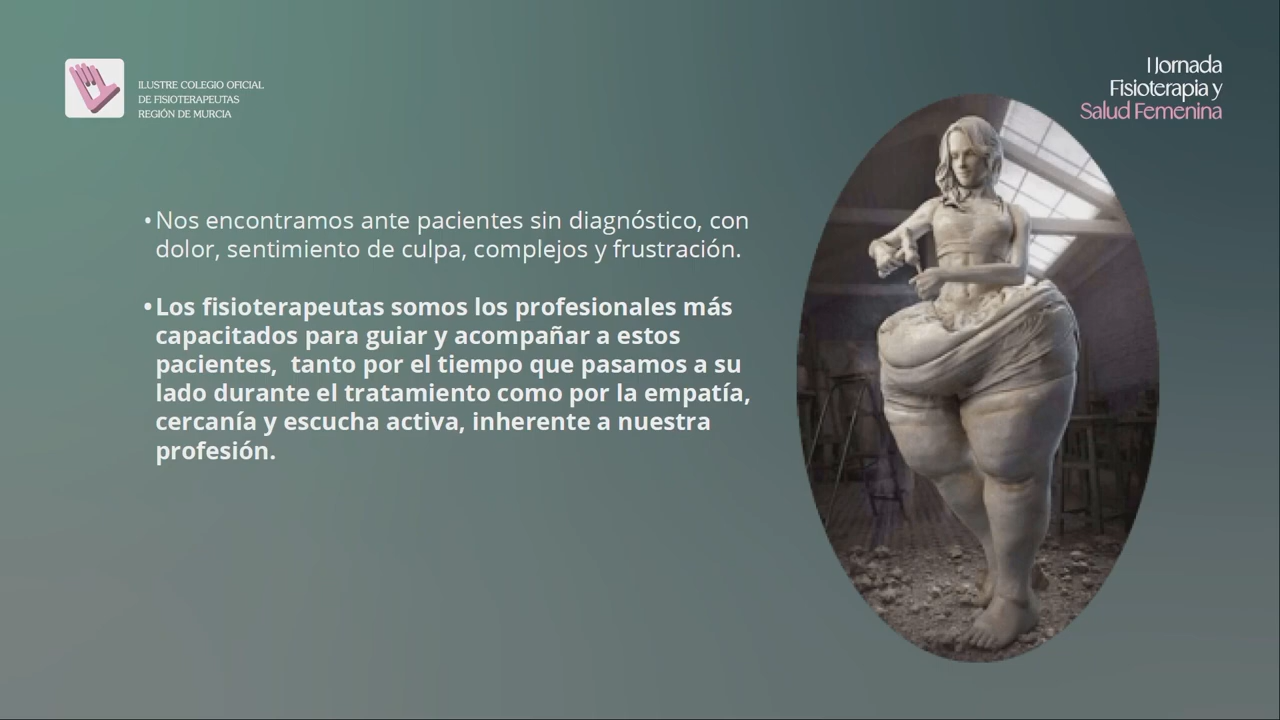 ILUSTRE COLEGIO OFICIAL
DE FISIOTERAPEUTAS
REGIÓN DE MURCIA
I Jornada
Fisioterapia y
Salud Femenina
• Nos encontramos ante pacientes sin diagnóstico, con
dolor, sentimiento de culpa, complejos y frustración.
• Los fisioterapeutas somos los profesionales más
capacitados para guiar y acompañar a estos
pacientes,  tanto por el tiempo que pasamos a su
lado durante el tratamiento como por la empatía,
cercanía y escucha activa, inherente a nuestra
profesión.